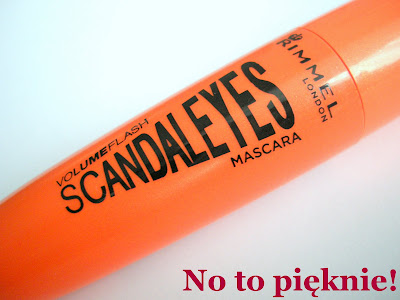 RIMMEL
LONDON
VOLUMEFLASH
SCANDALEYES
MASCARA
No to pięknie!